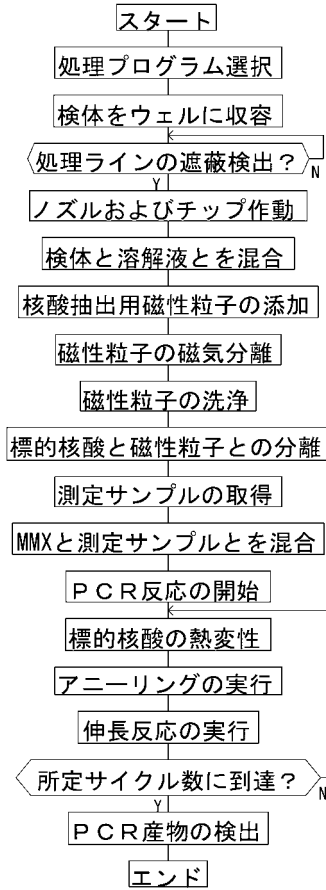 スタート
処理プログラム選択
検体をウェルに収容
処理ラインの遮蔽検出？
N
Y
ノズルおよびチップ作動
検体と溶解液とを混合
核酸抽出用磁性粒子の添加
磁性粒子の磁気分離
磁性粒子の洗浄
標的核酸と磁性粒子との分離
測定サンプルの取得
MMXと測定サンプルとを混合
ＰＣＲ反応の開始
標的核酸の熱変性
アニーリングの実行
伸長反応の実行
所定サイクル数に到達？
N
Y
ＰＣＲ産物の検出
エンド